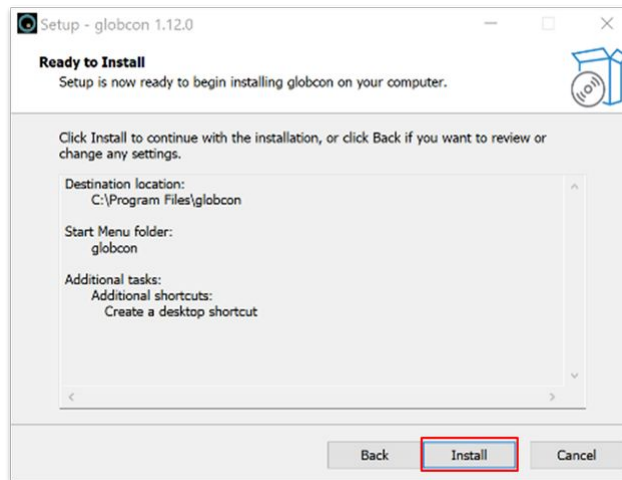 Setup - globcon 1.12.0
Ready to Install
Setup is now ready to begin installing globcon on your computer.
Click Install to continue with the installation, or click Back if you want to review or
change any settings.
Destination location:
C:\Program Files\globcon
Start Menu folder:
globcon
Additional tasks:
Additional shortcuts:
Create a desktop shortcut
Back
Install
Cancel